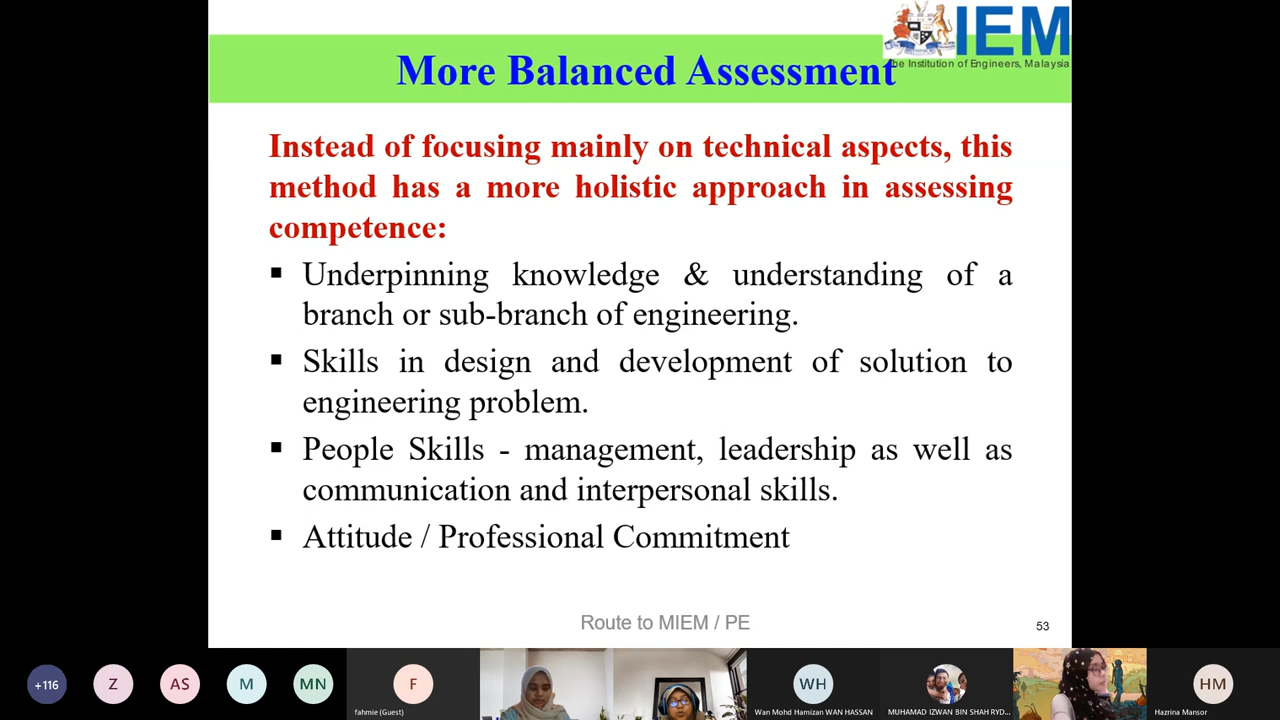 IEM
The Institution of Engineers, Malaysia
More Balanced Assessment
Instead of focusing mainly on technical aspects, this
method has a more holistic approach in assessing
competence:
▪ Underpinning knowledge & understanding of a
branch or sub-branch of engineering.
▪ Skills in design and development of solution to
engineering problem.
▪ People Skills - management, leadership as well as
communication and interpersonal skills.
▪ Attitude / Professional Commitment
Route to MIEM / PE
53
+116
Z
AS
M
MN
F
fahmie (Guest)
WH
Wan Mohd Hamizan WAN HASSAN
MUHAMAD IZWAN BIN SHAH RYD...
HM
Hazrina Mansor